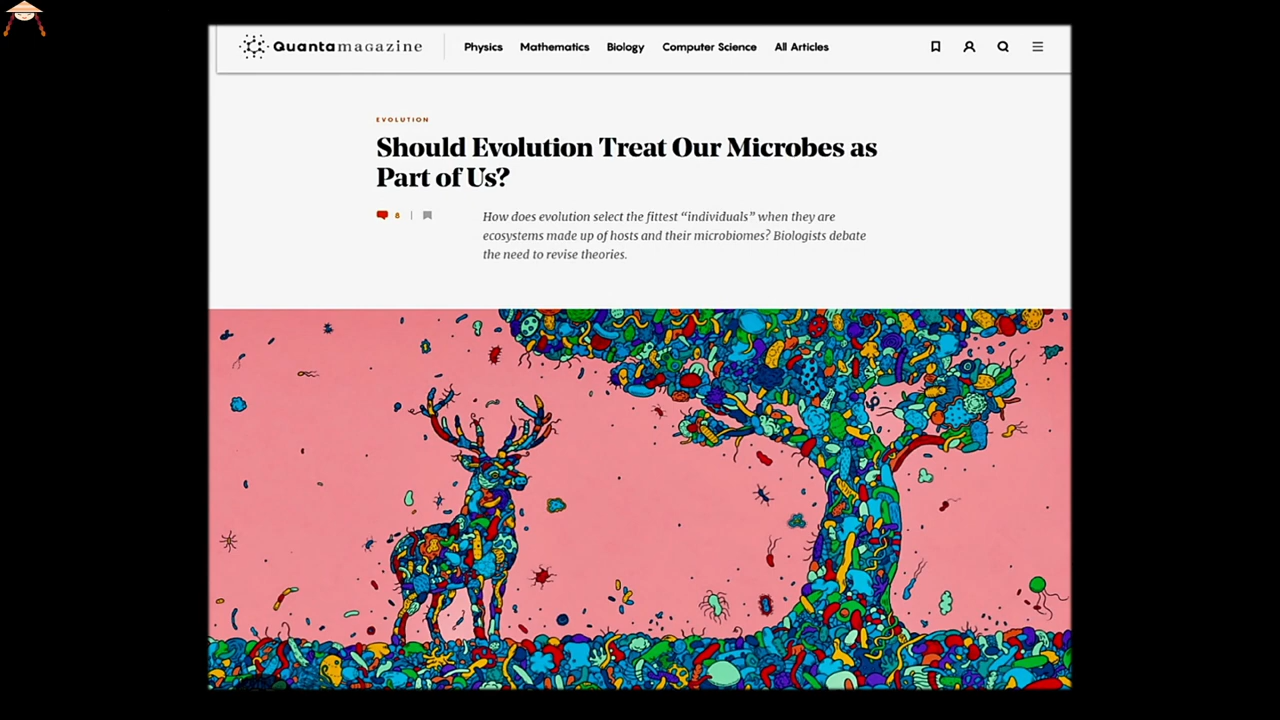 Quantamagazine Physics Mathematics Biology Computer Science All Articles
EVOLUTION
Should Evolution Treat Our Microbes as
Part of Us?
8
How does evolution select the fittest “individuals” when they are
ecosystems made up of hosts and their microbiomes? Biologists debate
the need to revise theories.